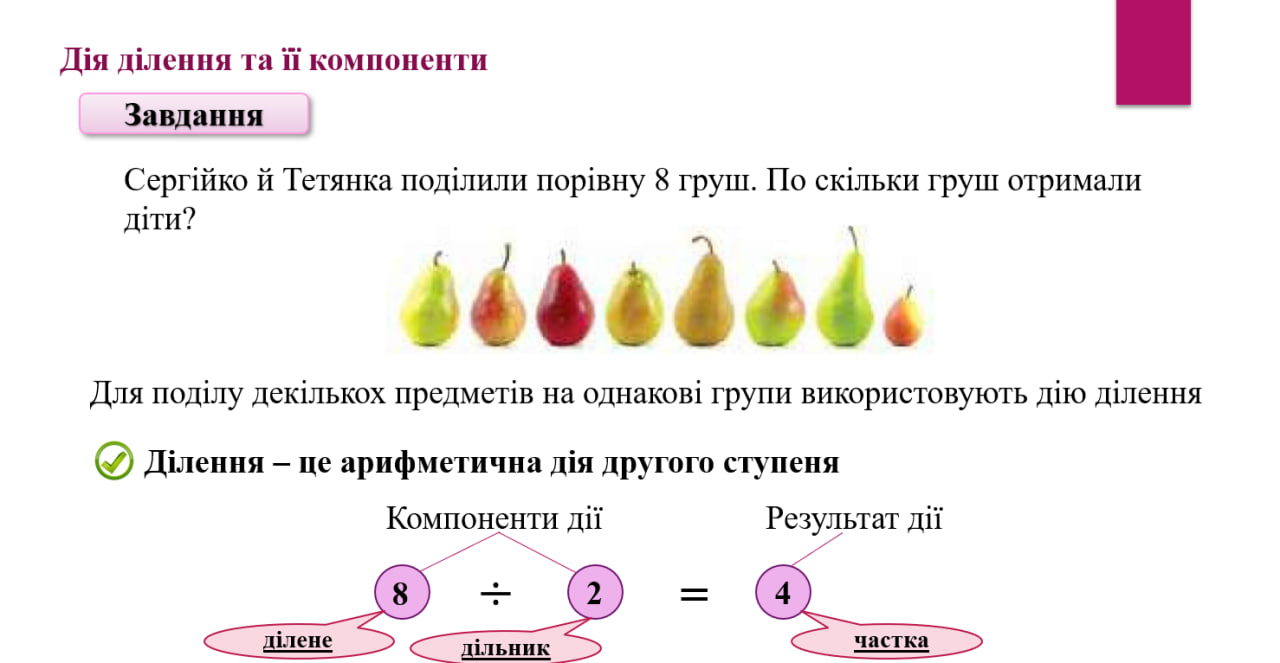 Дія ділення та її компоненти
Завдання
Сергійко й Тетянка поділили порівну 8 груш. По скільки груш отримали
діти?
Для поділу декількох предметів на однакові групи використовують дію ділення
Ділення – це арифметична дія другого ступеня
Компоненти дії Результат дії
8 ÷ 2 = 4
ділене дільник частка